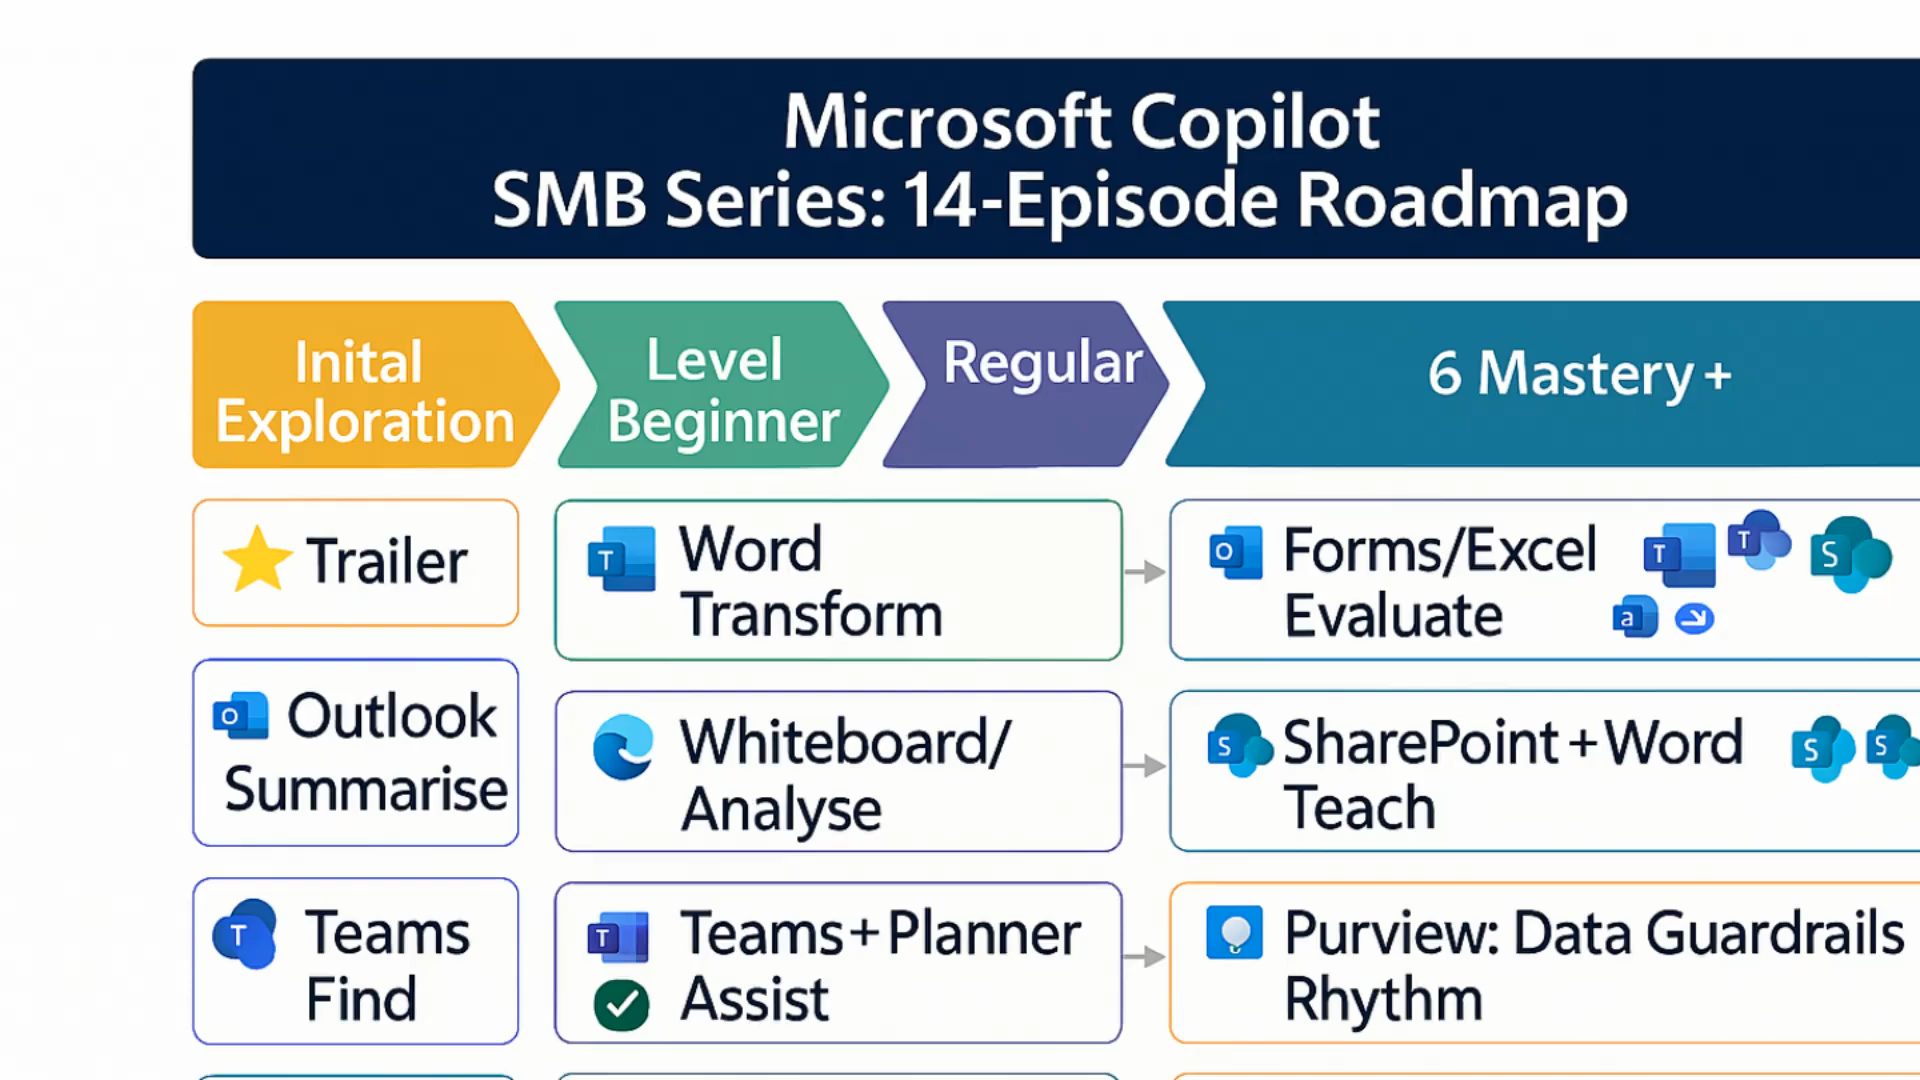 Microsoft Copilot
SMB Series: 14-Episode Roadmap
Inital
Exploration
Level
Beginner
Regular
6 Mastery+
Trailer
Outlook
Summarise
Teams
Find
Word
Transform
Whiteboard/
Analyse
Teams+Planner
Assist
Forms/Excel
Evaluate
SharePoint+Word
Teach
Purview: Data Guardrails
Rhythm
O
T
T
T
O
T
T
S
a
S
S
S